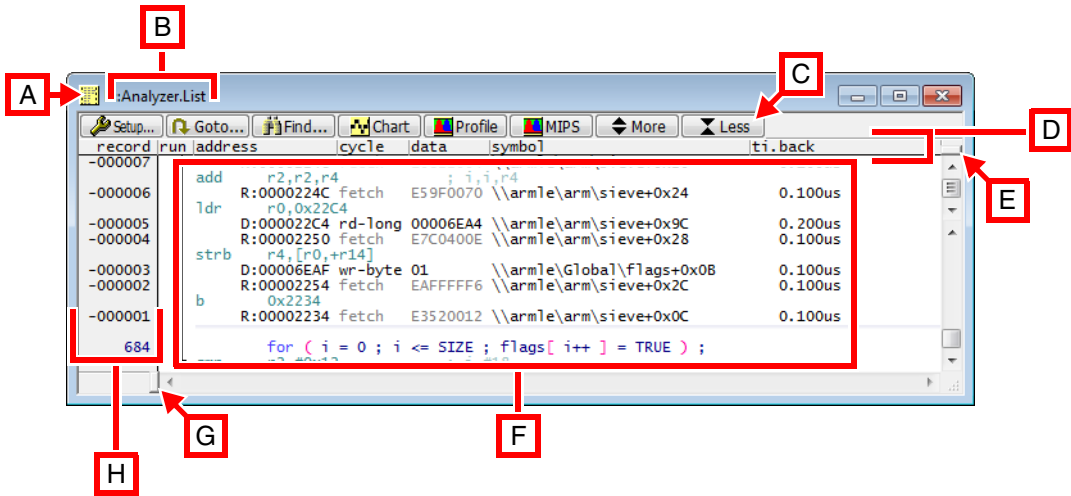 B
A
C
:Analyzer.List
Setup... Goto... Find... Chart Profile MIPS More Less
D
record run address cycle data symbol ti.back
-000007
add r2,r2,r4 ; i,i,r4
-000006 R:0000224C fetch E59F0070 \\armle\arm\sieve+0x24 0.100us
E
ldr r0,0x22C4
-000005 D:000022C4 rd-long 00006EA4 \\armle\arm\sieve+0x9C 0.200us
-000004 R:00002250 fetch E7C0400E \\armle\arm\sieve+0x28 0.100us
strb r4,[r0,+r14]
-000003 D:00006EAF wr-byte 01 \\armle\Global\flags+0x0B 0.100us
-000002 R:00002254 fetch EAFFFFF6 \\armle\arm\sieve+0x2C 0.100us
b 0x2234
-000001 R:00002234 fetch E3520012 \\armle\arm\sieve+0x0C 0.100us
684 for ( i = 0 ; i <= SIZE ; flags[ i++ ] = TRUE ) ;
G
F
H